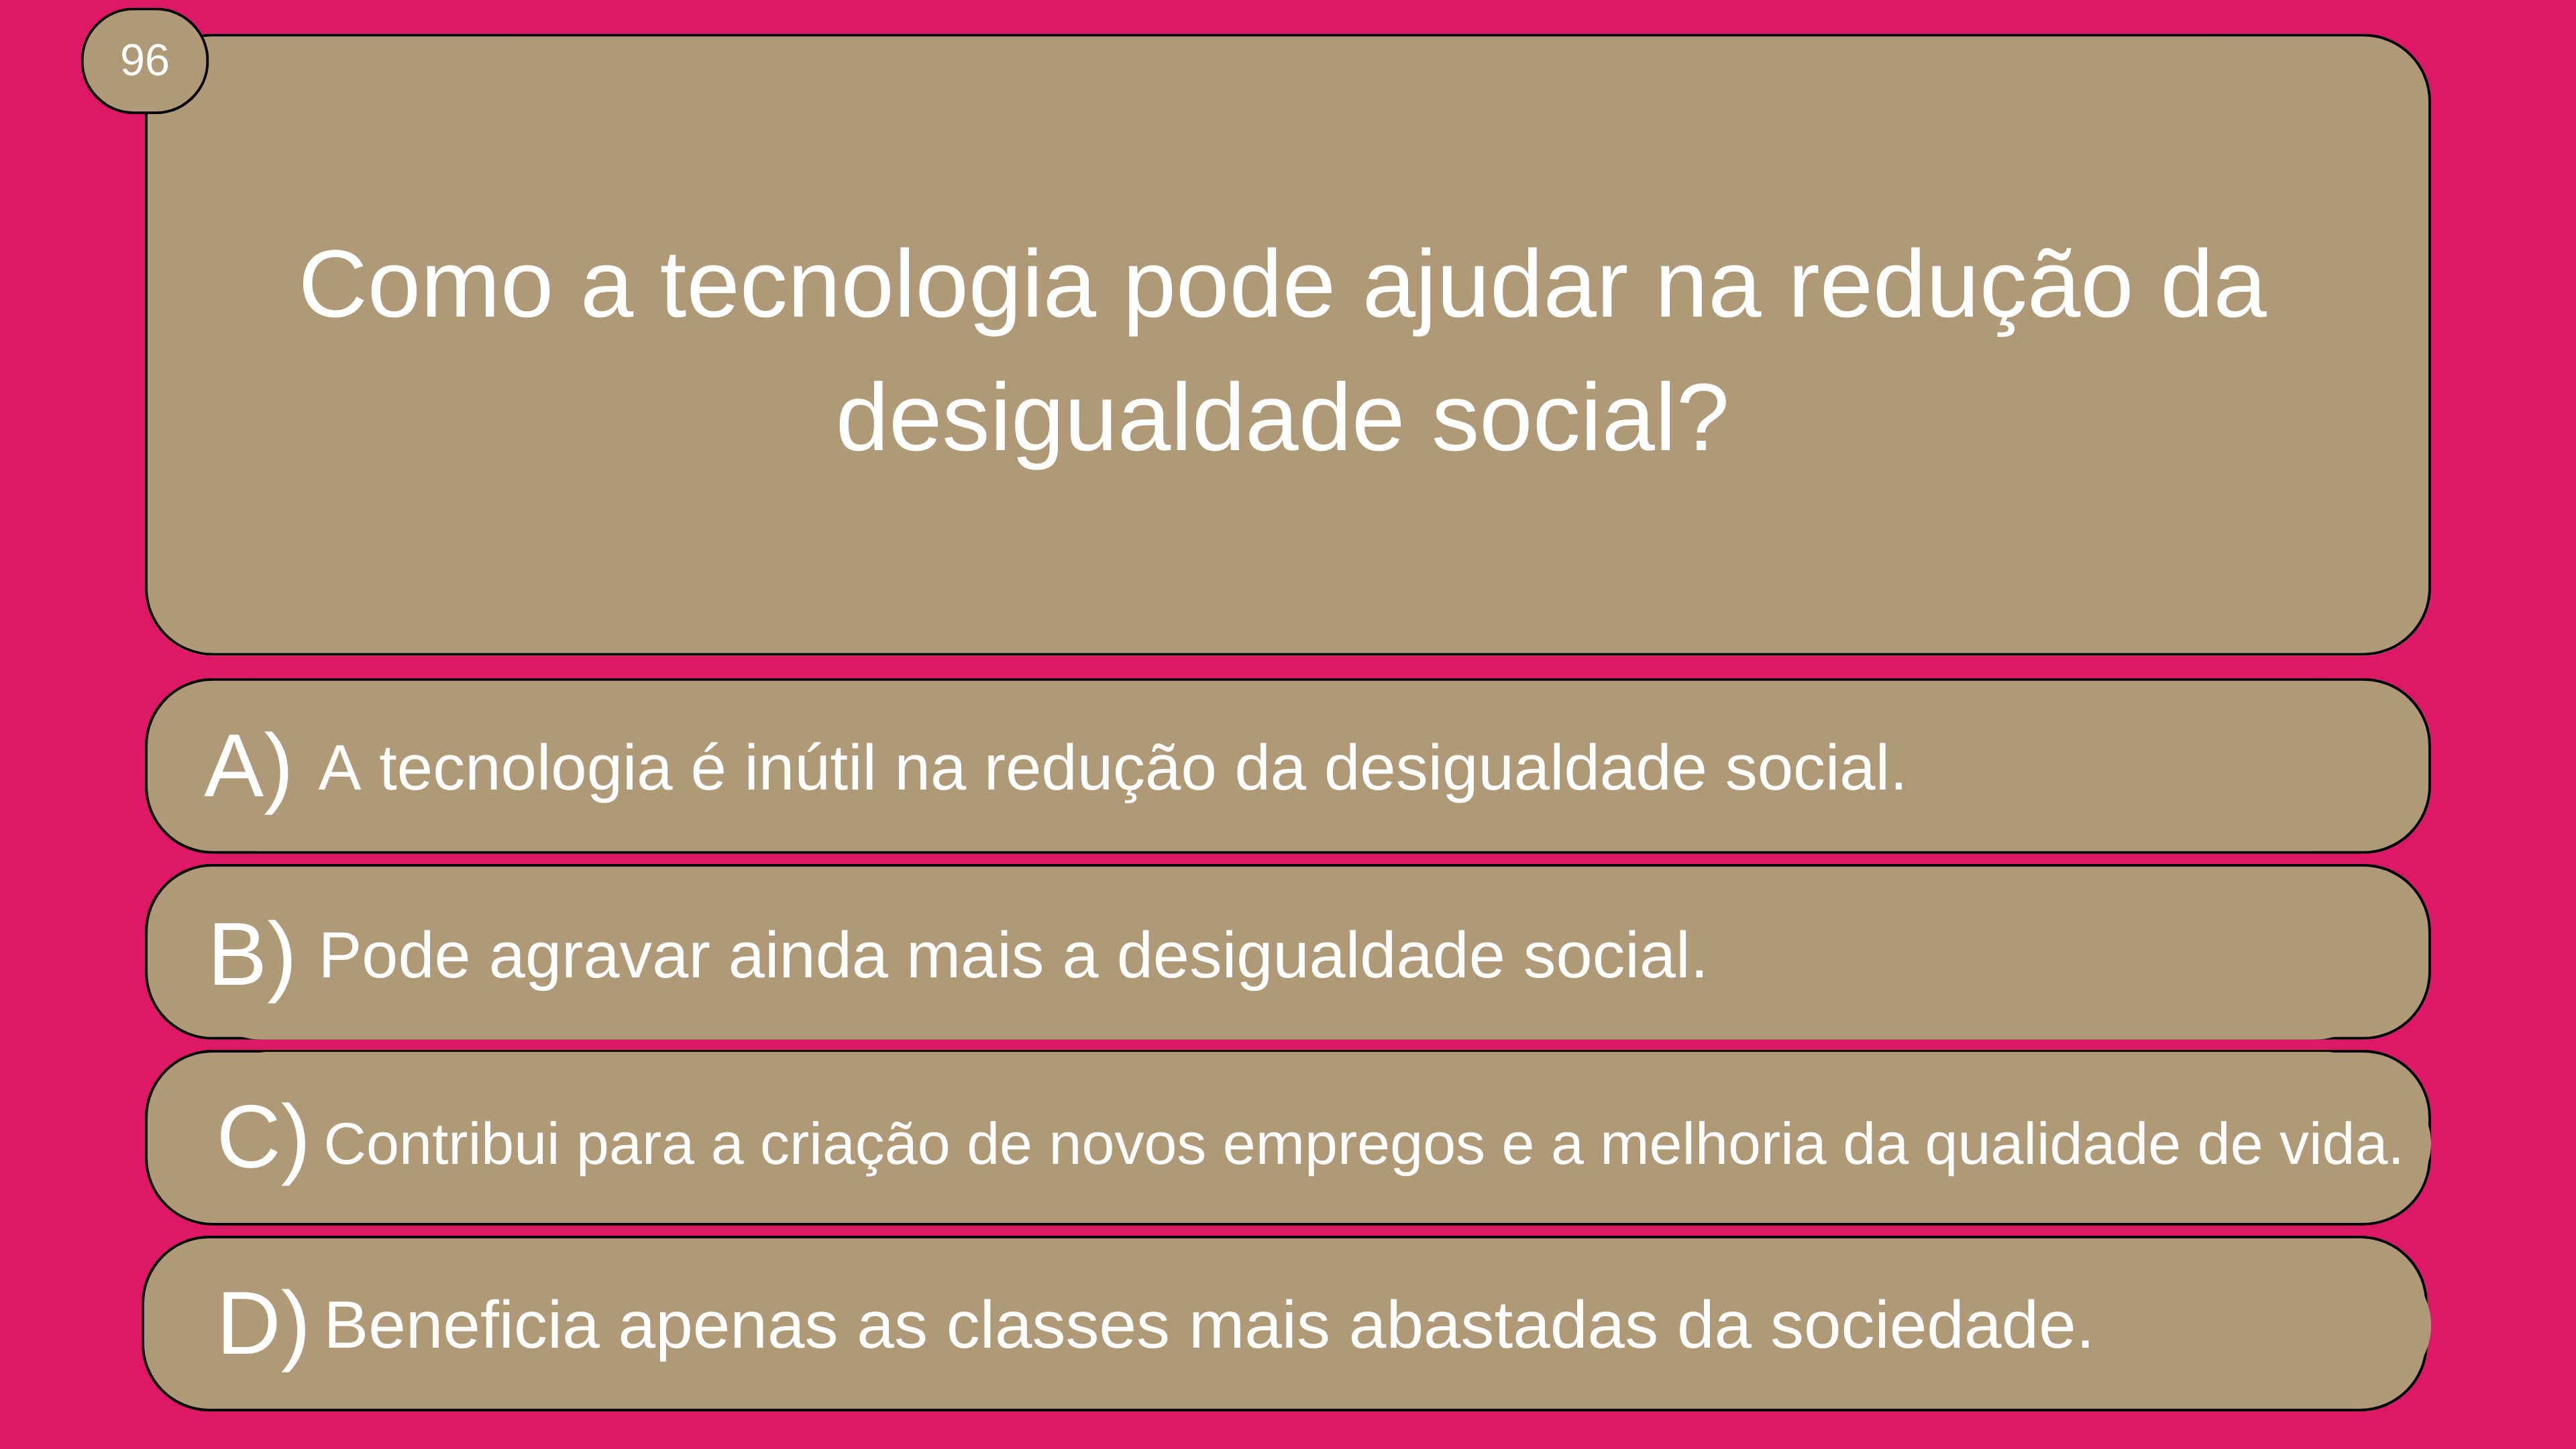 96
Como a tecnologia pode ajudar na redução da
desigualdade social?
A) A tecnologia é inútil na redução da desigualdade social.
B) Pode agravar ainda mais a desigualdade social.
C) Contribui para a criação de novos empregos e a melhoria da qualidade de vida.
D) Beneficia apenas as classes mais abastadas da sociedade.